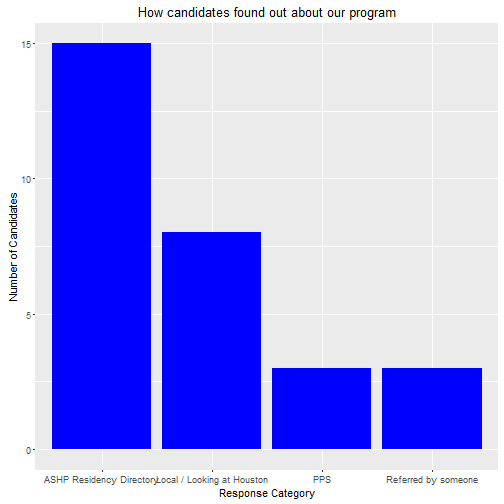 How candidates found out about our program
Number of Candidates
15
10
5
0
ASHP Residency Directory
Local / Looking at Houston
PPS
Referred by someone
Response Category